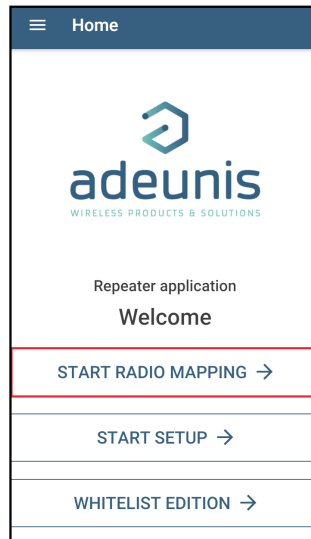 Home
adeunis
WIRELESS PRODUCTS & SOLUTIONS
Repeater application
Welcome
START RADIO MAPPING →
START SETUP →
WHITELIST EDITION →